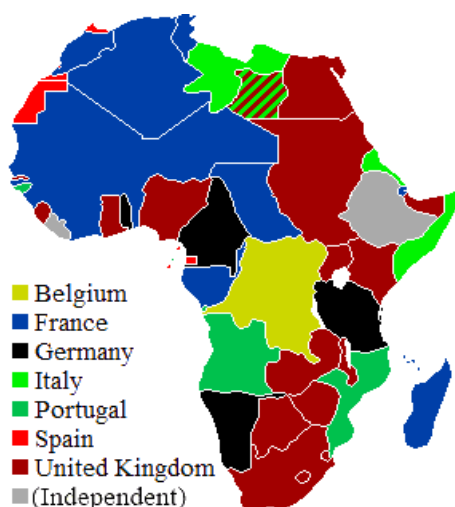 Belgium
France
Germany
Italy
Portugal
Spain
United Kingdom
(Independent)